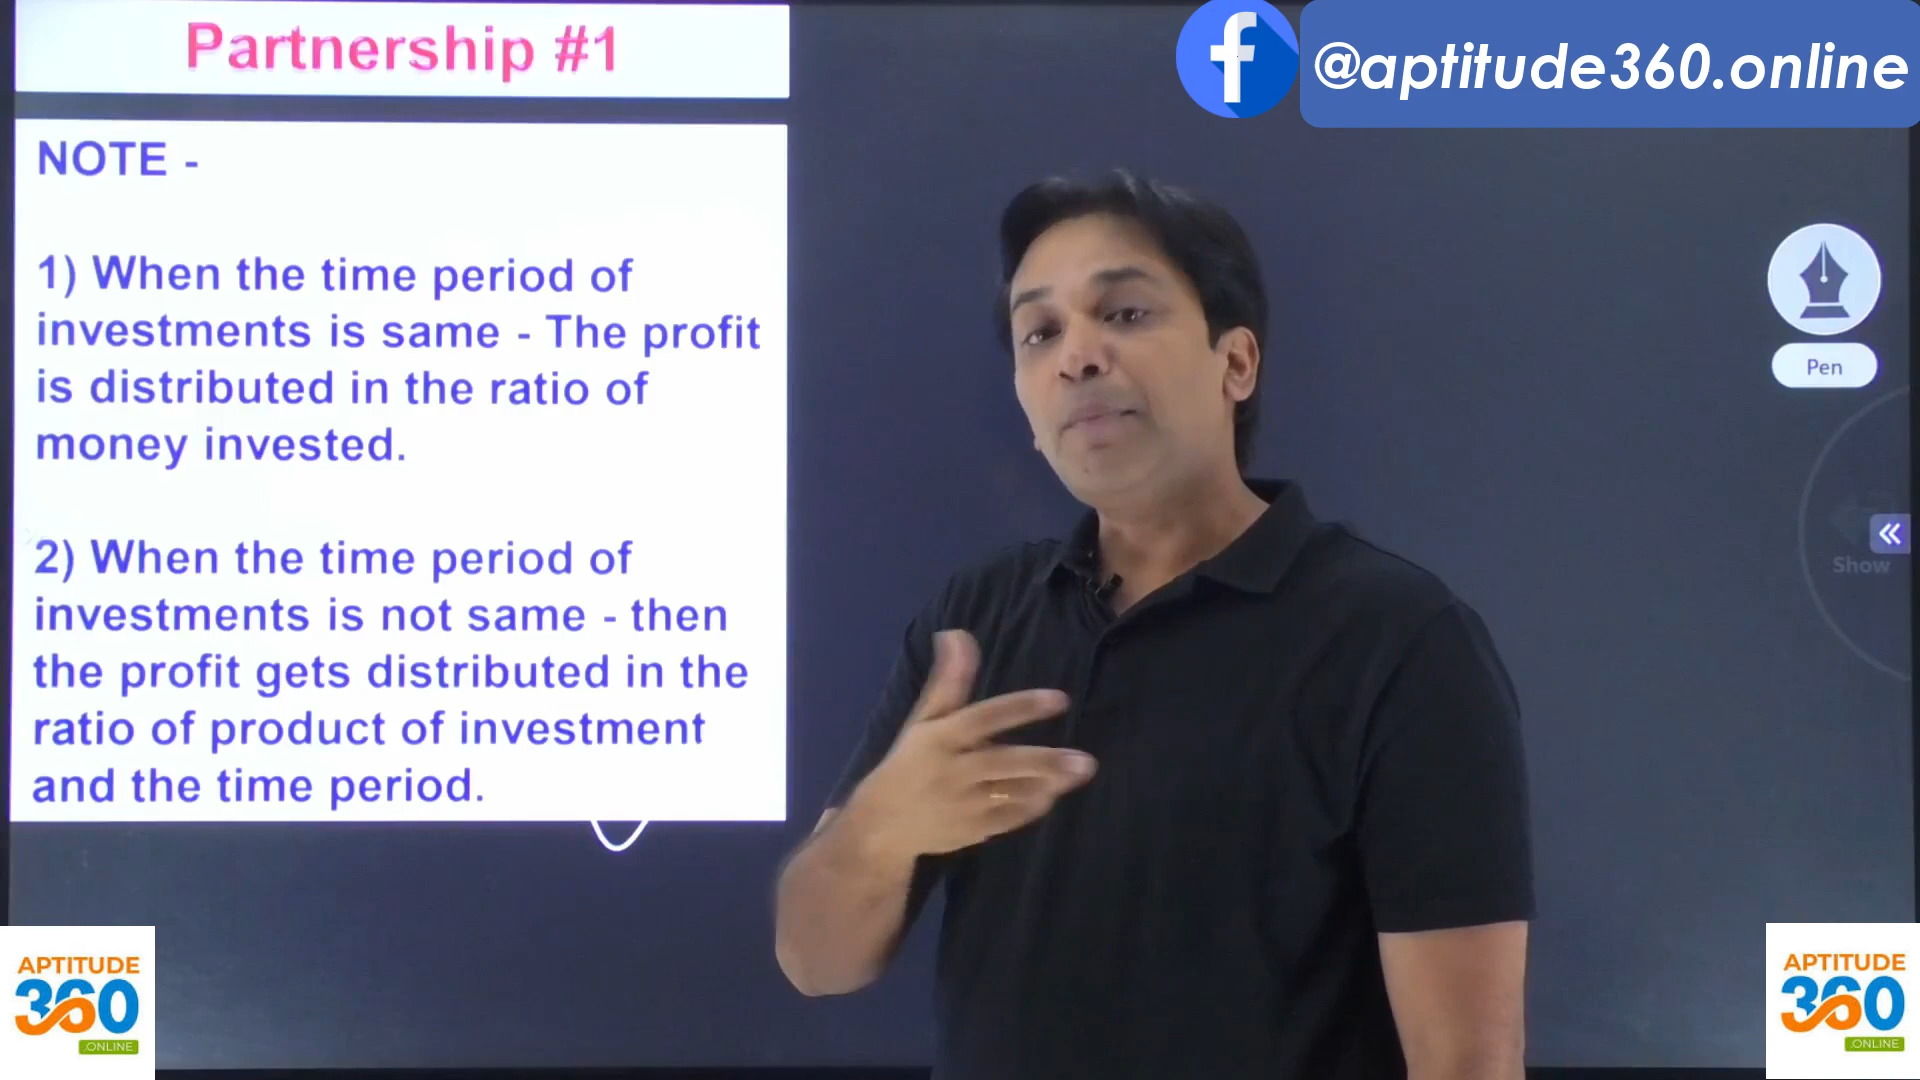 Partnership #1
@aptitude360.online
NOTE -
1) When the time period of
investments is same - The profit
is distributed in the ratio of
money invested.
2) When the time period of
investments is not same - then
the profit gets distributed in the
ratio of product of investment
and the time period.
Pen
Show
APTITUDE
360
.ONLINE
APTITUDE
360
.ONLINE